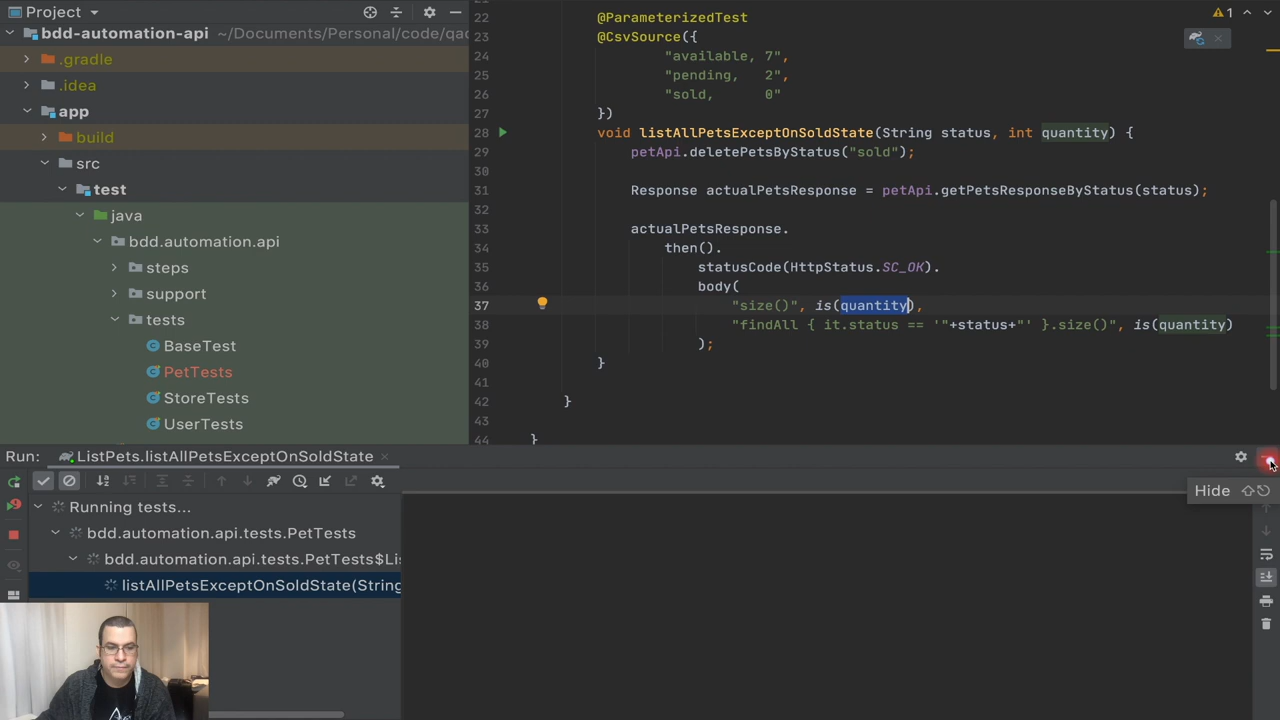 Project
bdd-automation-api ~/Documents/Personal/code/qac
.gradle
.idea
app
build
src
test
java
bdd.automation.api
steps
support
tests
BaseTest
PetTests
StoreTests
UserTests
1
22 @ParameterizedTest
23 @CsvSource({
24 "available, 7",
25 "pending, 2",
26 "sold, 0"
27 })
28 void listAllPetsExceptOnSoldState(String status, int quantity) {
29 petApi.deletePetsByStatus("sold");
30
31 Response actualPetsResponse = petApi.getPetsResponseByStatus(status);
32
33 actualPetsResponse.
34 then().
35 statusCode(HttpStatus.SC_OK).
36 body(
37 "size()", is(quantity),
38 "findAll { it.status == '"+status+"' }.size()", is(quantity)
39 );
40 }
41
42 }
43
44 }
Run: ListPets.listAllPetsExceptOnSoldState
Hide
Running tests...
bdd.automation.api.tests.PetTests
bdd.automation.api.tests.PetTests$Li
listAllPetsExceptOnSoldState(String